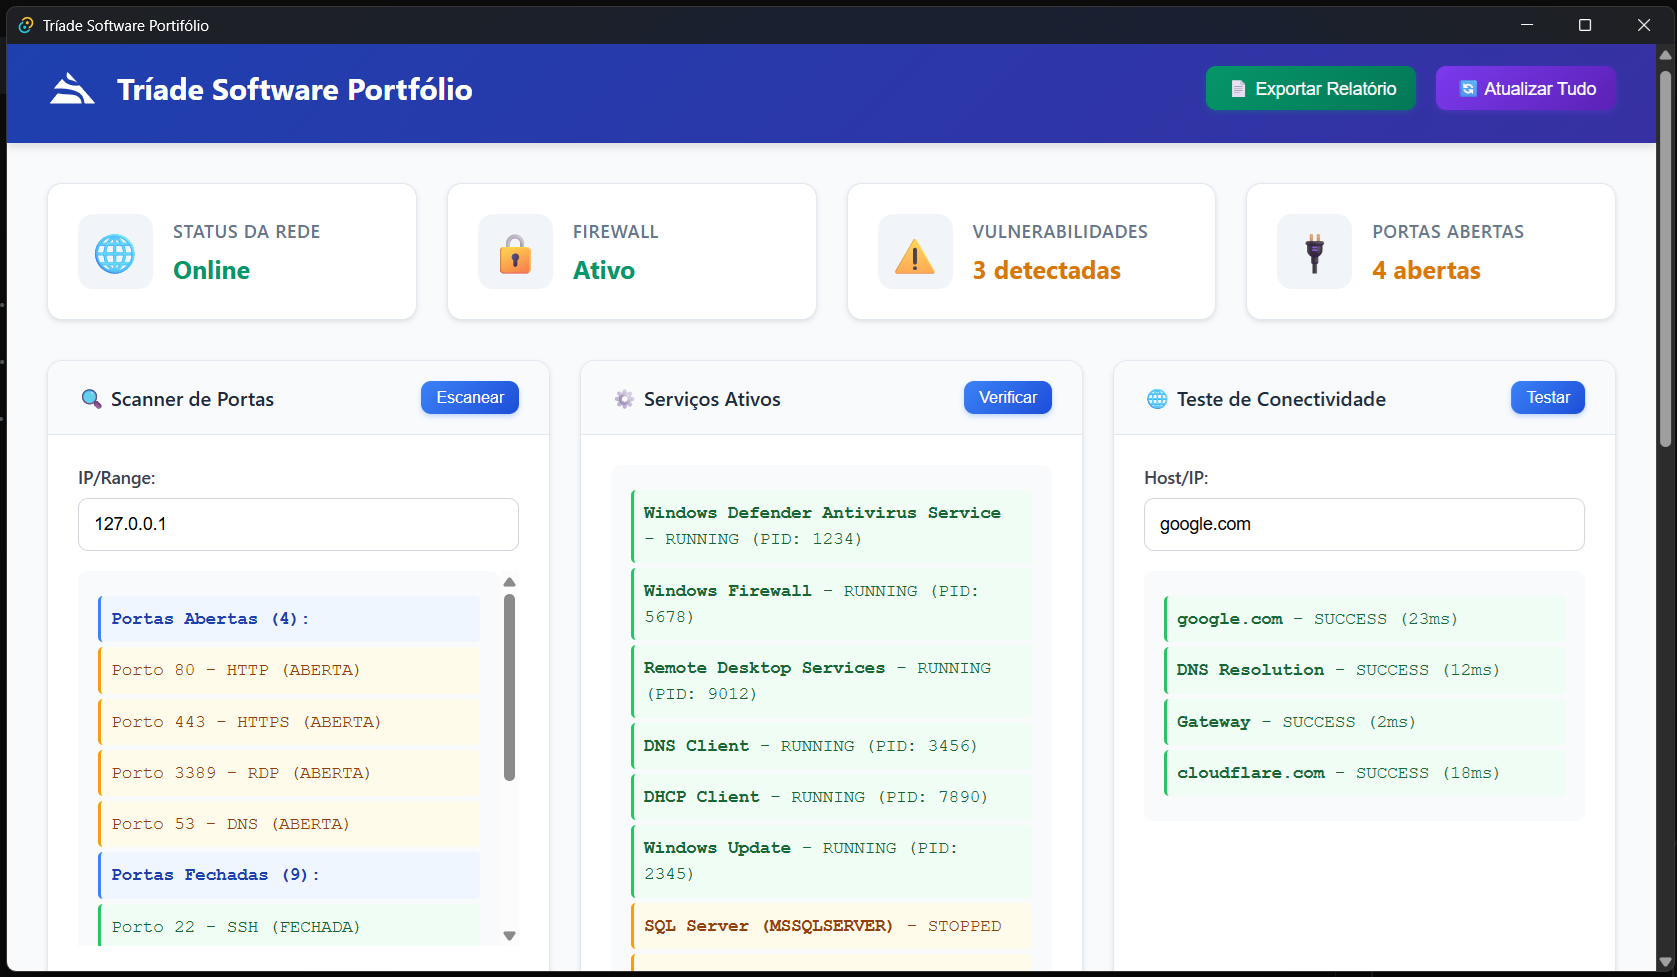 Tríade Software Portifólio
Tríade Software Portfólio
Exportar Relatório
Atualizar Tudo
STATUS DA REDE
Online
FIREWALL
Ativo
VULNERABILIDADES
3 detectadas
PORTAS ABERTAS
4 abertas
Scanner de Portas
Escanear
IP/Range:
127.0.0.1
Portas Abertas (4):
Porto 80 - HTTP (ABERTA)
Porto 443 - HTTPS (ABERTA)
Porto 3389 - RDP (ABERTA)
Porto 53 - DNS (ABERTA)
Portas Fechadas (9):
Porto 22 - SSH (FECHADA)
Serviços Ativos
Verificar
Windows Defender Antivirus Service
- RUNNING (PID: 1234)
Windows Firewall - RUNNING (PID:
5678)
Remote Desktop Services - RUNNING
(PID: 9012)
DNS Client - RUNNING (PID: 3456)
DHCP Client - RUNNING (PID: 7890)
Windows Update - RUNNING (PID:
2345)
SQL Server (MSSQLSERVER) - STOPPED
Teste de Conectividade
Testar
Host/IP:
google.com
google.com - SUCCESS (23ms)
DNS Resolution - SUCCESS (12ms)
Gateway - SUCCESS (2ms)
cloudflare.com - SUCCESS (18ms)